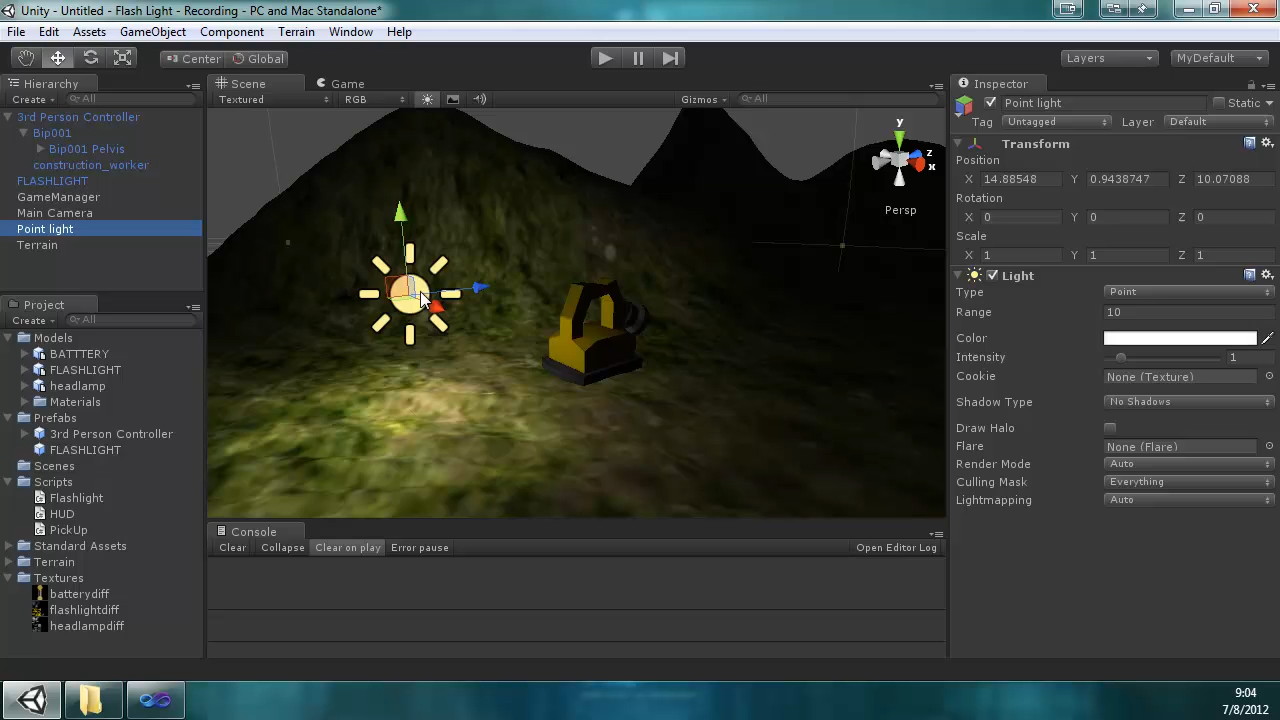 Unity - Untitled - Flash Light - Recording - PC and Mac Standalone*
File Edit Assets GameObject Component Terrain Window Help
Center Global Layers MyDefault
Hierarchy
Create All
3rd Person Controller
Bip001
Bip001 Pelvis
construction_worker
FLASHLIGHT
GameManager
Main Camera
Point light
Terrain
Project
Create All
Models
BATTTERY
FLASHLIGHT
headlamp
Materials
Prefabs
3rd Person Controller
FLASHLIGHT
Scenes
Scripts
Flashlight
HUD
PickUp
Standard Assets
Terrain
Textures
batterydiff
flashlightdiff
headlampdiff
Scene Game
Textured RGB Gizmos All
y
z
x
Persp
Console
Clear Collapse Clear on play Error pause Open Editor Log
Inspector
Point light Static
Tag Untagged Layer Default
Transform
Position
X 14.88548 Y 0.9438747 Z 10.07088
Rotation
X 0 Y 0 Z 0
Scale
X 1 Y 1 Z 1
Light
Type Point
Range 10
Color
Intensity 1
Cookie None (Texture)
Shadow Type No Shadows
Draw Halo
Flare None (Flare)
Render Mode Auto
Culling Mask Everything
Lightmapping Auto
9:04
7/8/2012